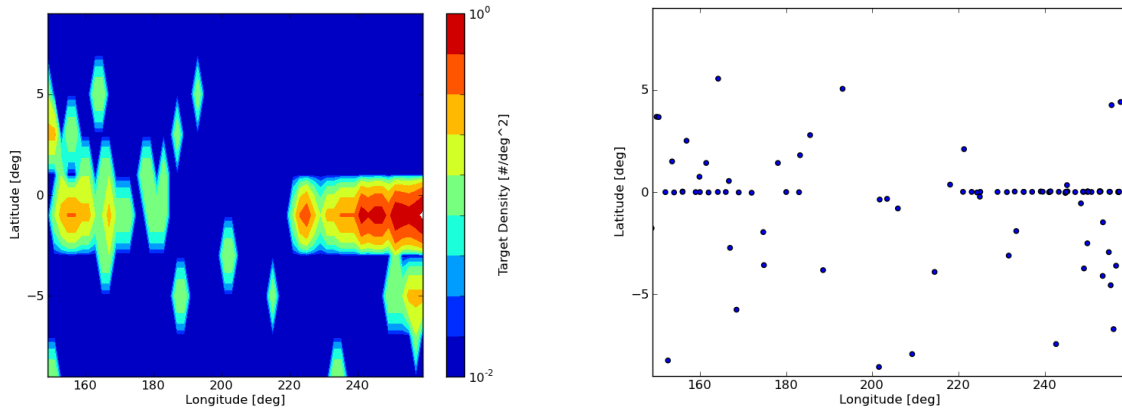 5
0
−5
Latitude [deg]
160 180 200 220 240
Longitude [deg]
10^0
10^-2
Target Density [#/deg^2]
5
0
−5
Latitude [deg]
160 180 200 220 240
Longitude [deg]